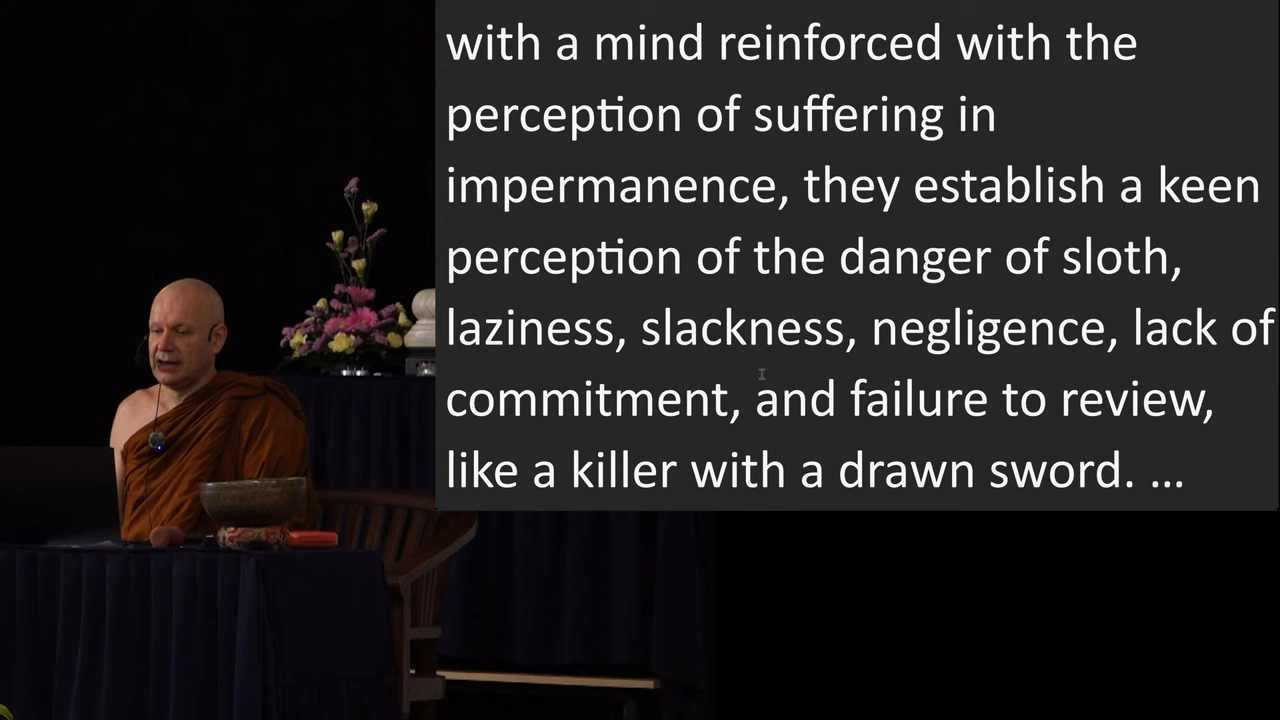 with a mind reinforced with the
perception of suffering in
impermanence, they establish a keen
perception of the danger of sloth,
laziness, slackness, negligence, lack of
commitment, and failure to review,
like a killer with a drawn sword. ...